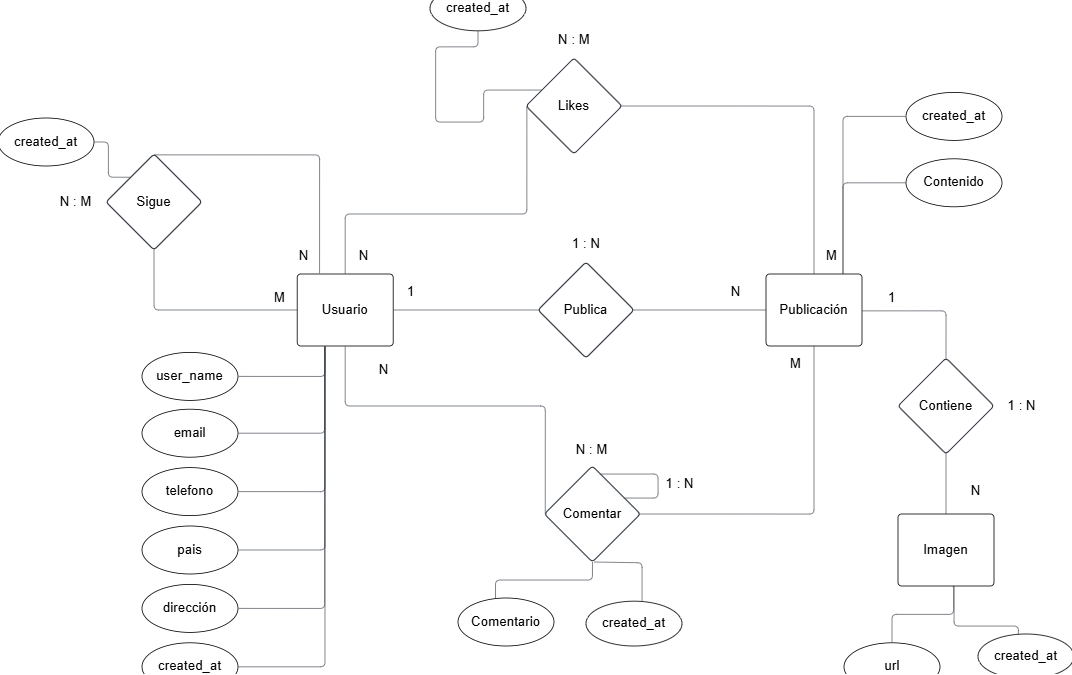 created_at
N : M
Likes
created_at
created_at
Contenido
Sigue
N : M
1 : N
N
N
M
M
1
N
1
Usuario
Publica
Publicación
N
M
user_name
email
telefono
pais
dirección
created_at
Contiene
1 : N
N : M
1 : N
Comentar
N
Imagen
Comentario
created_at
url
created_at